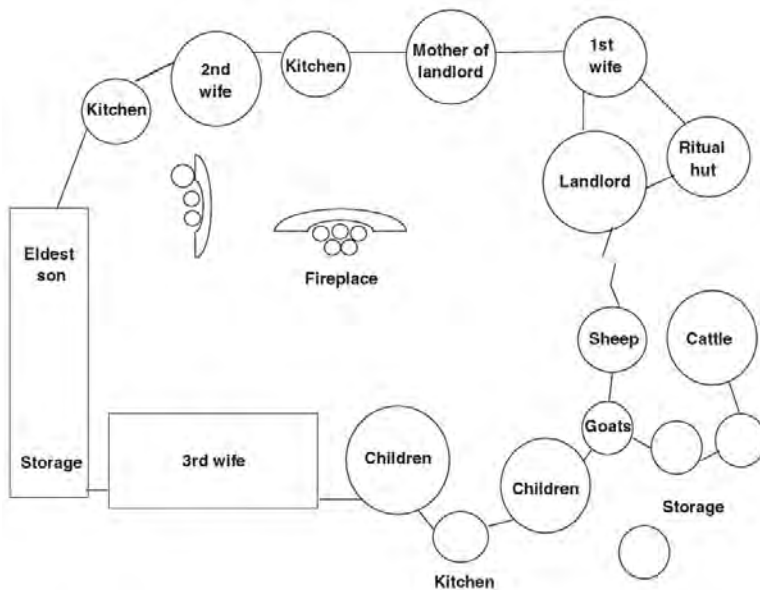 Kitchen
2nd
wife
Kitchen
Mother of
landlord
1st
wife
Ritual
hut
Landlord
Eldest
son
Fireplace
Sheep
Cattle
Goats
Storage
3rd wife
Children
Children
Storage
Kitchen